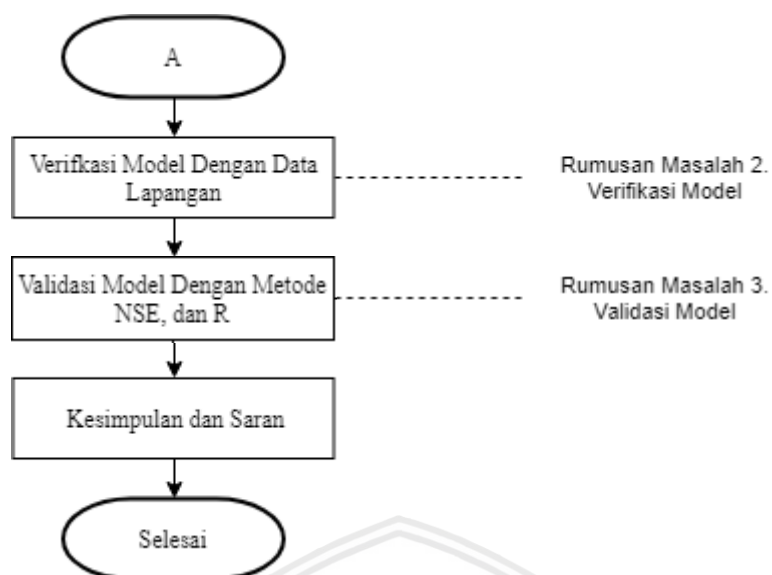 A
Verifkasi Model Dengan Data
Lapangan
Rumusan Masalah 2.
Verifikasi Model
Validasi Model Dengan Metode
NSE, dan R
Rumusan Masalah 3.
Validasi Model
Kesimpulan dan Saran
Selesai